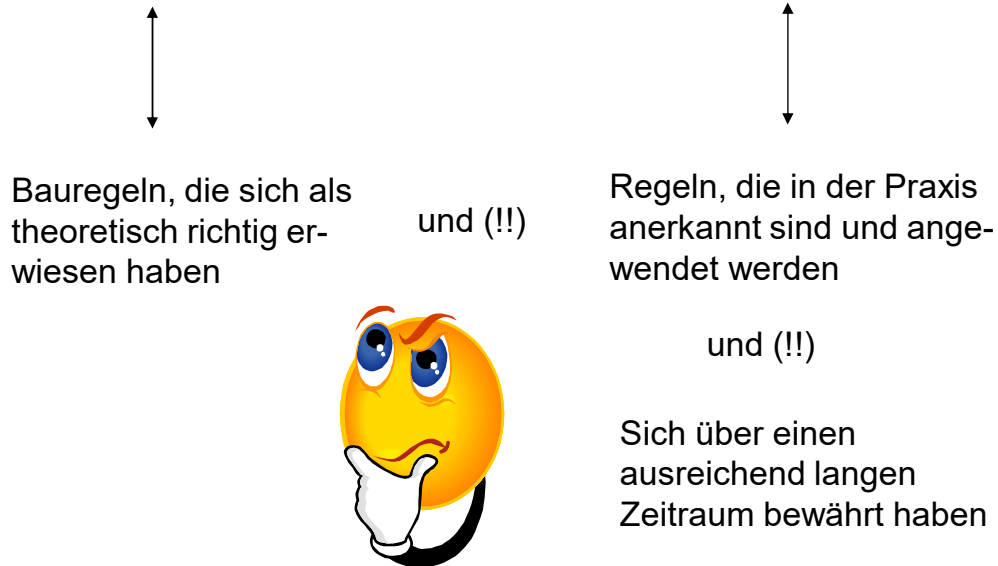 Bauregeln, die sich als
theoretisch richtig er-
wiesen haben
und (!!)
Regeln, die in der Praxis
anerkannt sind und ange-
wendet werden
und (!!)
Sich über einen
ausreichend langen
Zeitraum bewährt haben